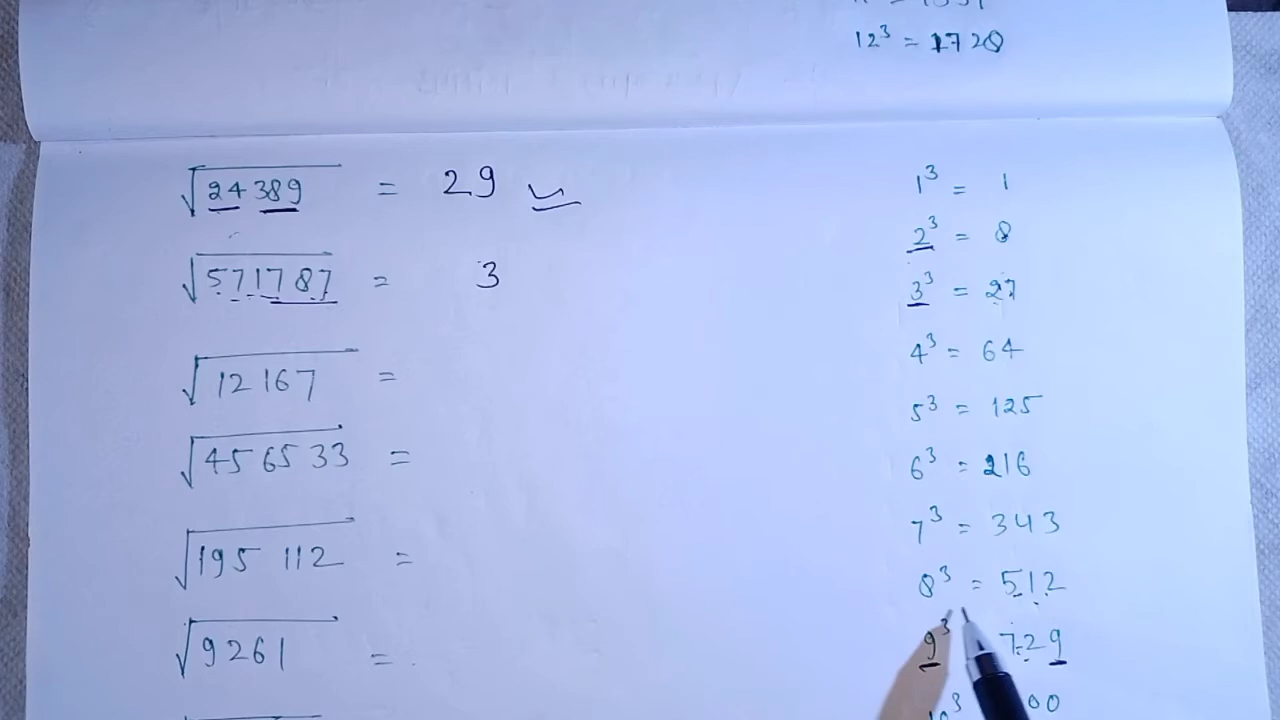 12³ = 1728
√24389 = 29
√571787 = 3
√12167 =
√456533 =
√195112 =
√9261 =
1³ = 1
2³ = 8
3³ = 27
4³ = 64
5³ = 125
6³ = 216
7³ = 343
8³ = 512
9³ 729